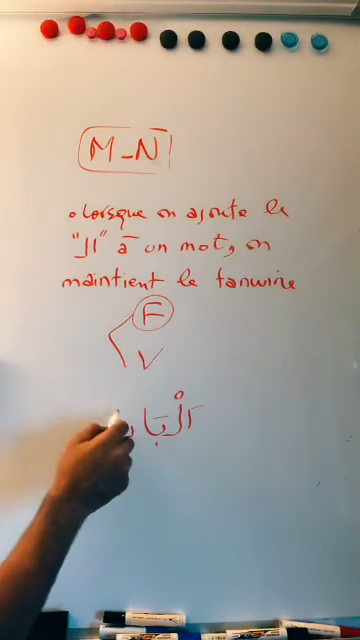 M-N
• Lorsque on ajoute le
"ال" à un mot, on
maintient le tanwine
F
V
اَلْبَا